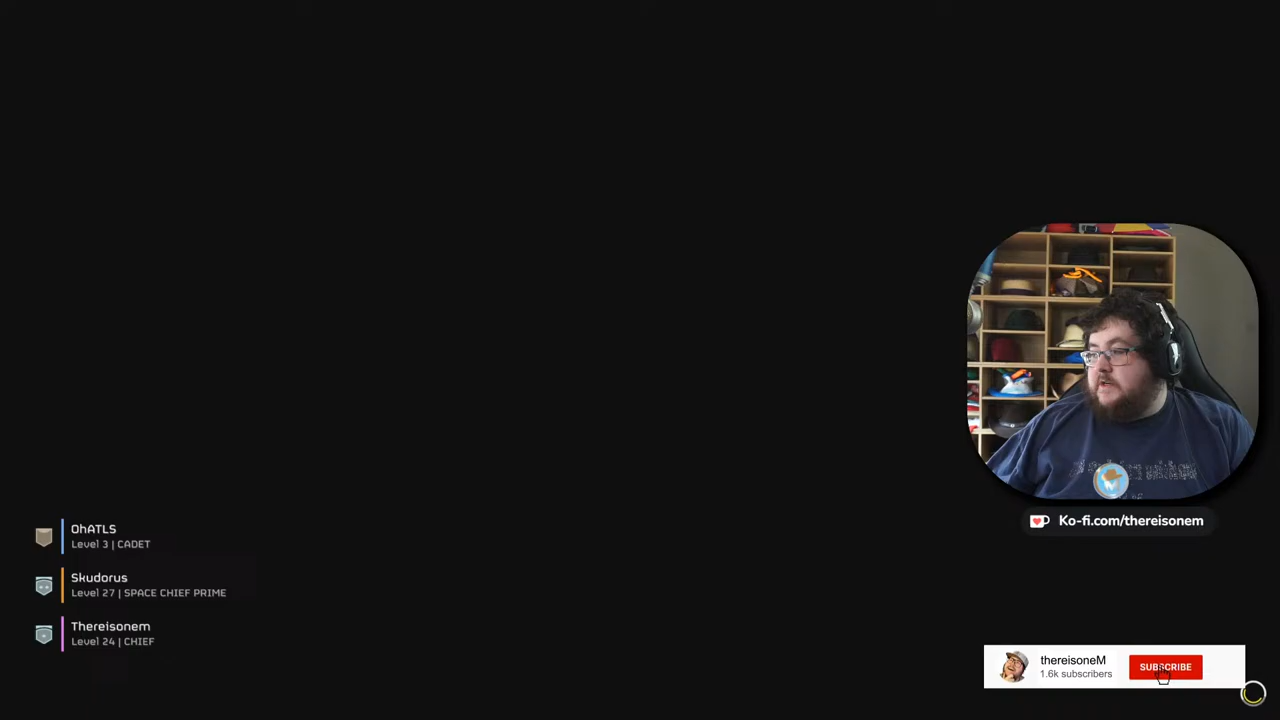 OhATLS
Level 3 | CADET
Skudorus
Level 27 | SPACE CHIEF PRIME
Thereisonem
Level 24 | CHIEF
Ko-fi.com/thereisonem
thereisoneM
1.6k subscribers
SUBSCRIBE